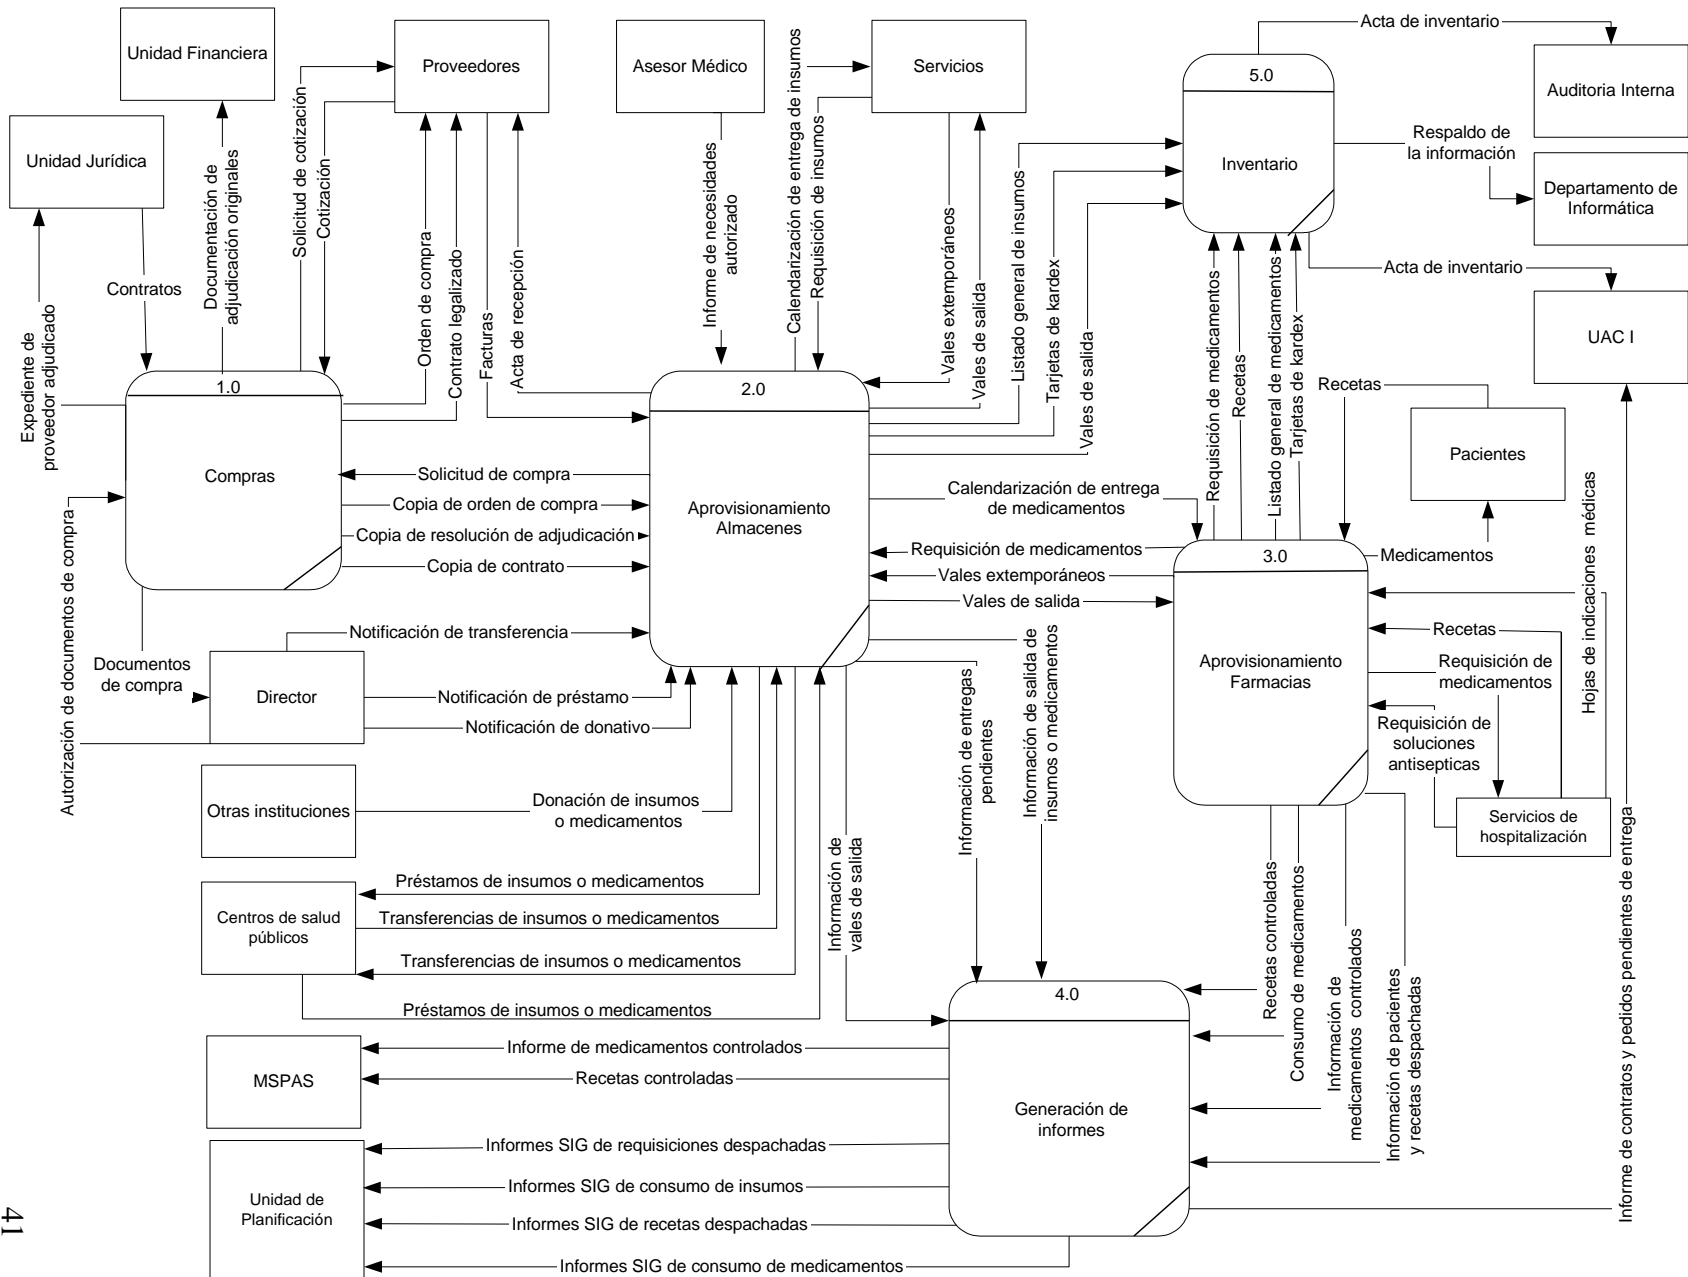 Unidad Financiera
Proveedores
Asesor Médico
Servicios
Acta de inventario
5.0
Inventario
Auditoria Interna
Unidad Jurídica
Respaldo de
la información
Departamento de
Informática
Acta de inventario
UAC I
Contratos
Expediente de
proveedor adjudicado
Documentación de
adjudicación originales
Solicitud de cotización
Cotización
Orden de compra
Contrato legalizado
Facturas
Acta de recepción
Informe de necesidades
autorizado
Calendarización de entrega de insumos
Requisición de insumos
Vales extemporáneos
Vales de salida
Listado general de insumos
Tarjetas de kardex
Vales de salida
Requisición de medicamentos
Recetas
Listado general de medicamentos
Tarjetas de kardex
Recetas
Pacientes
Medicamentos
1.0
Compras
2.0
Aprovisionamiento
Almacenes
Solicitud de compra
Copia de orden de compra
Copia de resolución de adjudicación
Copia de contrato
Calendarización de entrega
de medicamentos
Requisición de medicamentos
Vales extemporáneos
Vales de salida
3.0
Aprovisionamiento
Farmacias
Hojas de indicaciones médicas
Recetas
Requisición de
medicamentos
Requisición de
soluciones
antisepticas
Servicios de
hospitalización
Autorización de documentos de compra
Documentos
de compra
Director
Notificación de transferencia
Notificación de préstamo
Notificación de donativo
Otras instituciones
Donación de insumos
o medicamentos
Centros de salud
públicos
Préstamos de insumos o medicamentos
Transferencias de insumos o medicamentos
Transferencias de insumos o medicamentos
Préstamos de insumos o medicamentos
Información de
vales de salida
Información de entregas
pendientes
Información de salida de
insumos o medicamentos
Recetas controladas
Consumo de medicamentos
Información de
medicamentos controlados
Información de pacientes
y recetas despachadas
Informe de contratos y pedidos pendientes de entrega
4.0
Generación de
informes
MSPAS
Informe de medicamentos controlados
Recetas controladas
Unidad de
Planificación
Informes SIG de requisiciones despachadas
Informes SIG de consumo de insumos
Informes SIG de recetas despachadas
Informes SIG de consumo de medicamentos
41